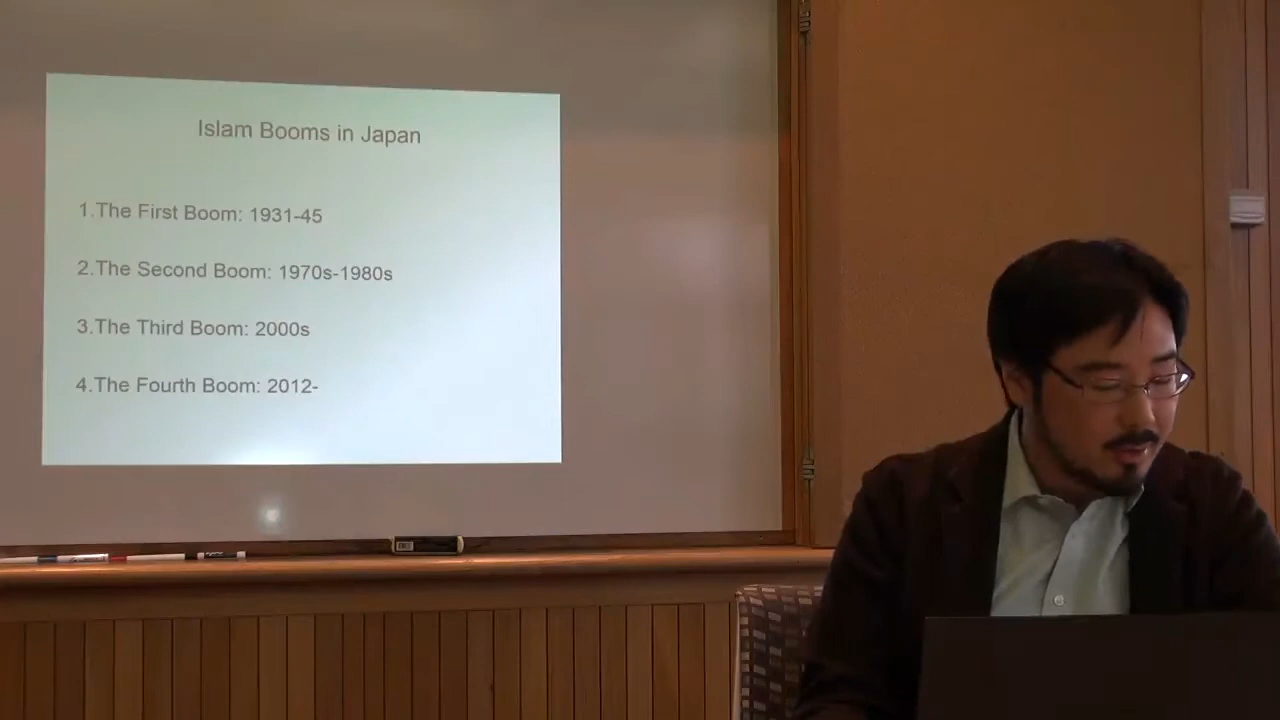 Islam Booms in Japan
1.The First Boom: 1931-45
2.The Second Boom: 1970s-1980s
3.The Third Boom: 2000s
4.The Fourth Boom: 2012-